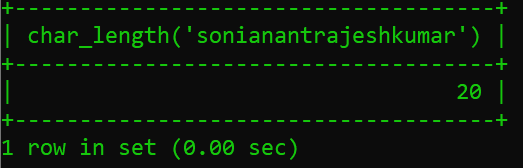 +-------------------------------------+
| char_length('sonianantrajeshkumar') |
+-------------------------------------+
|                                  20 |
+-------------------------------------+
1 row in set (0.00 sec)